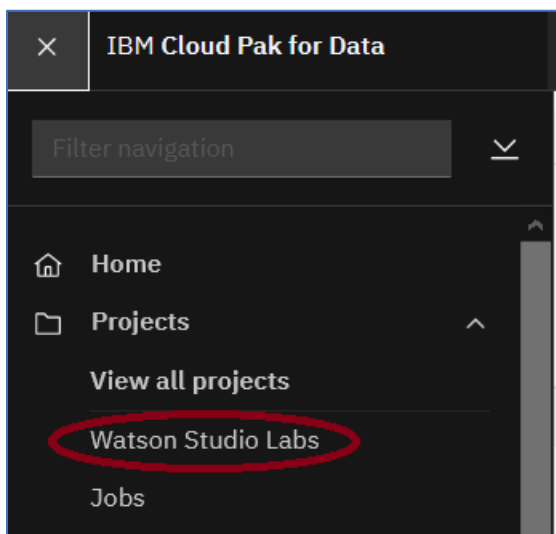 IBM Cloud Pak for Data
Filter navigation
Home
Projects
View all projects
Watson Studio Labs
Jobs